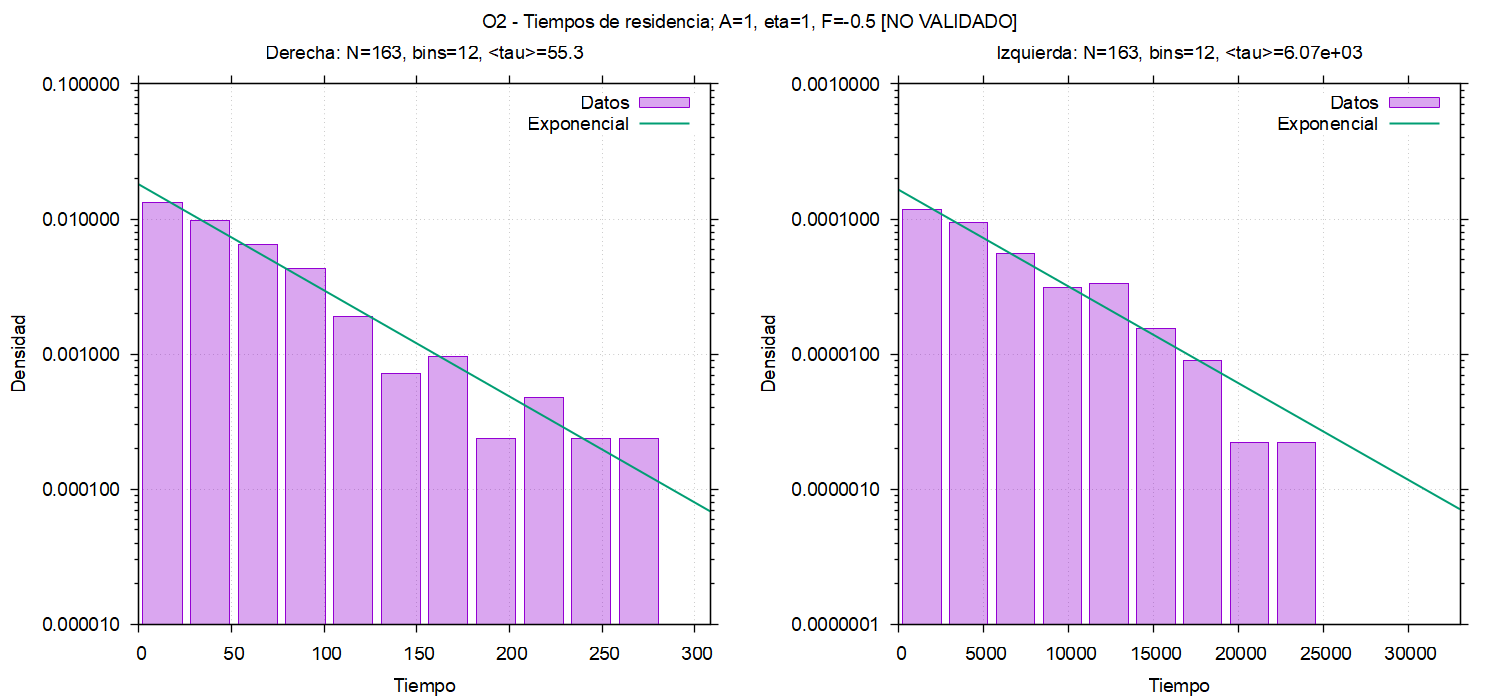 O2 - Tiempos de residencia; A=1, eta=1, F=-0.5 [NO VALIDADO]
Derecha: N=163, bins=12, <tau>=55.3
0.100000
0.010000
0.001000
0.000100
0.000010
Densidad
Datos
Exponencial
0 50 100 150 200 250 300
Tiempo
Izquierda: N=163, bins=12, <tau>=6.07e+03
0.0010000
0.0001000
0.0000100
0.0000010
0.0000001
Densidad
Datos
Exponencial
0 5000 10000 15000 20000 25000 30000
Tiempo